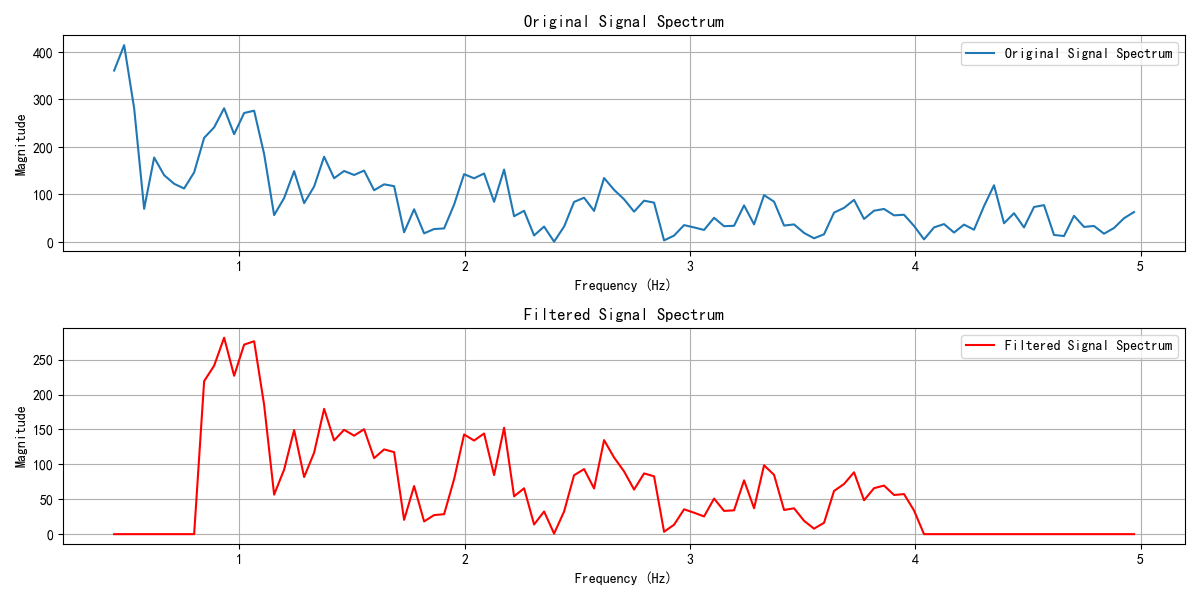 Original Signal Spectrum
400
300
200
100
0
Magnitude
Original Signal Spectrum
1 2 3 4 5
Frequency (Hz)
Filtered Signal Spectrum
250
200
150
100
50
0
Magnitude
Filtered Signal Spectrum
1 2 3 4 5
Frequency (Hz)